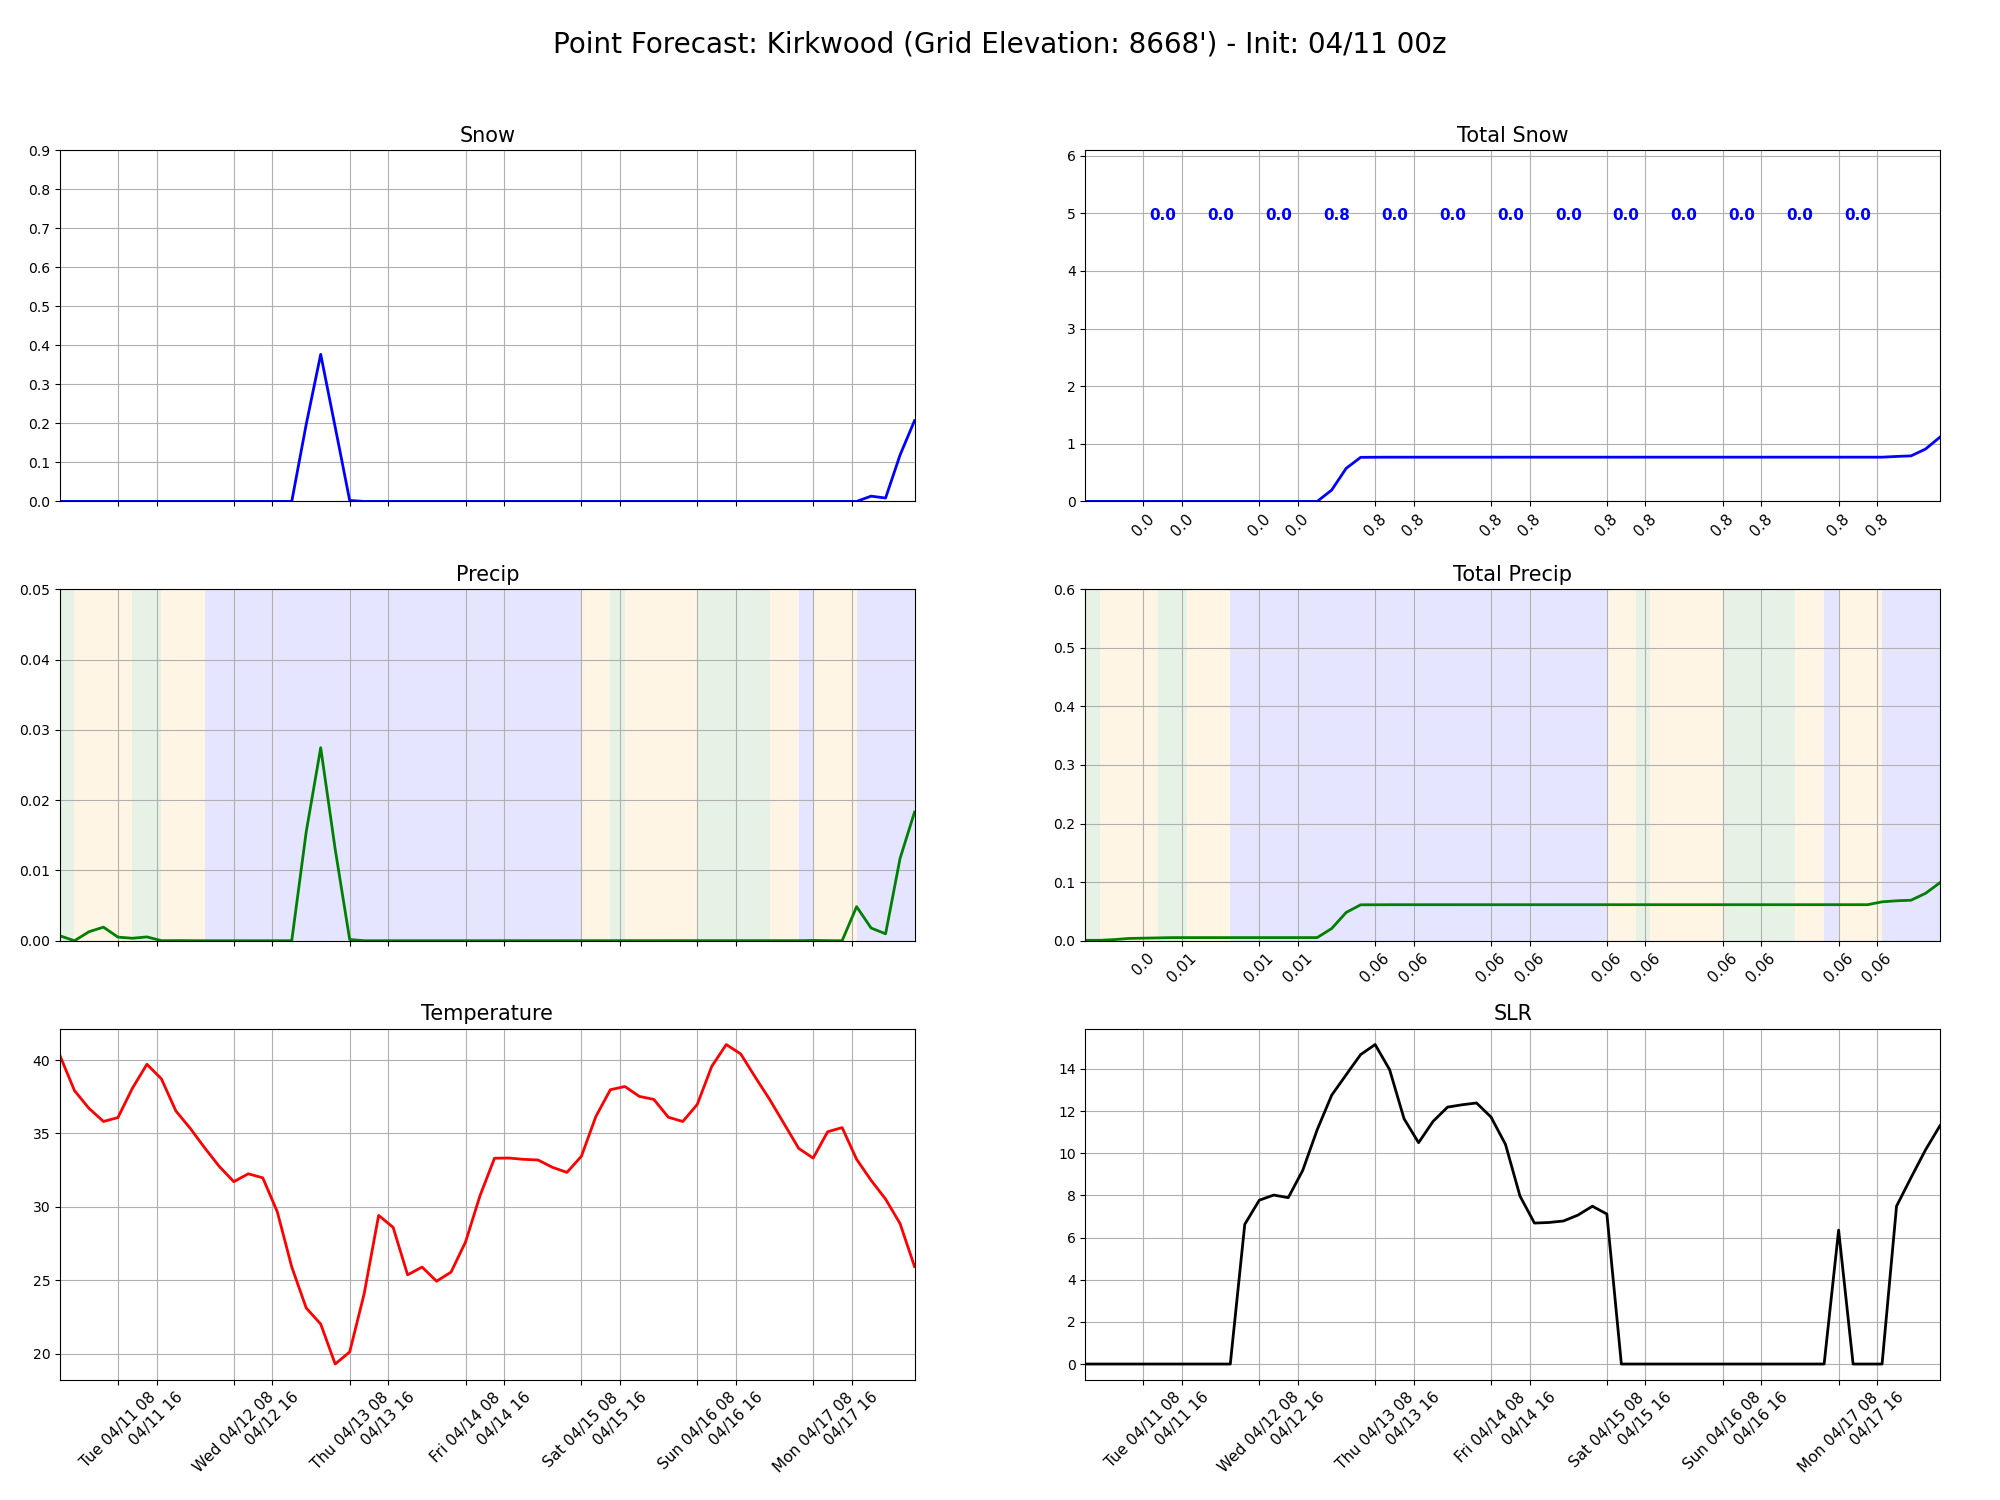 Point Forecast: Kirkwood (Grid Elevation: 8668') - Init: 04/11 00z
Snow
0.9
0.8
0.7
0.6
0.5
0.4
0.3
0.2
0.1
0.0
Total Snow
6
5
4
3
2
1
0
0.0 0.0 0.0 0.8 0.0 0.0 0.0 0.0 0.0 0.0 0.0 0.0 0.0
0.0 0.0 0.0 0.0 0.8 0.8 0.8 0.8 0.8 0.8 0.8 0.8 0.8 0.8
Precip
0.05
0.04
0.03
0.02
0.01
0.00
Total Precip
0.6
0.5
0.4
0.3
0.2
0.1
0.0
0.0 0.01 0.01 0.01 0.06 0.06 0.06 0.06 0.06 0.06 0.06 0.06 0.06 0.06
Temperature
40
35
30
25
20
Tue 04/11 08
04/11 16
Wed 04/12 08
04/12 16
Thu 04/13 08
04/13 16
Fri 04/14 08
04/14 16
Sat 04/15 08
04/15 16
Sun 04/16 08
04/16 16
Mon 04/17 08
04/17 16
SLR
14
12
10
8
6
4
2
0
Tue 04/11 08
04/11 16
Wed 04/12 08
04/12 16
Thu 04/13 08
04/13 16
Fri 04/14 08
04/14 16
Sat 04/15 08
04/15 16
Sun 04/16 08
04/16 16
Mon 04/17 08
04/17 16